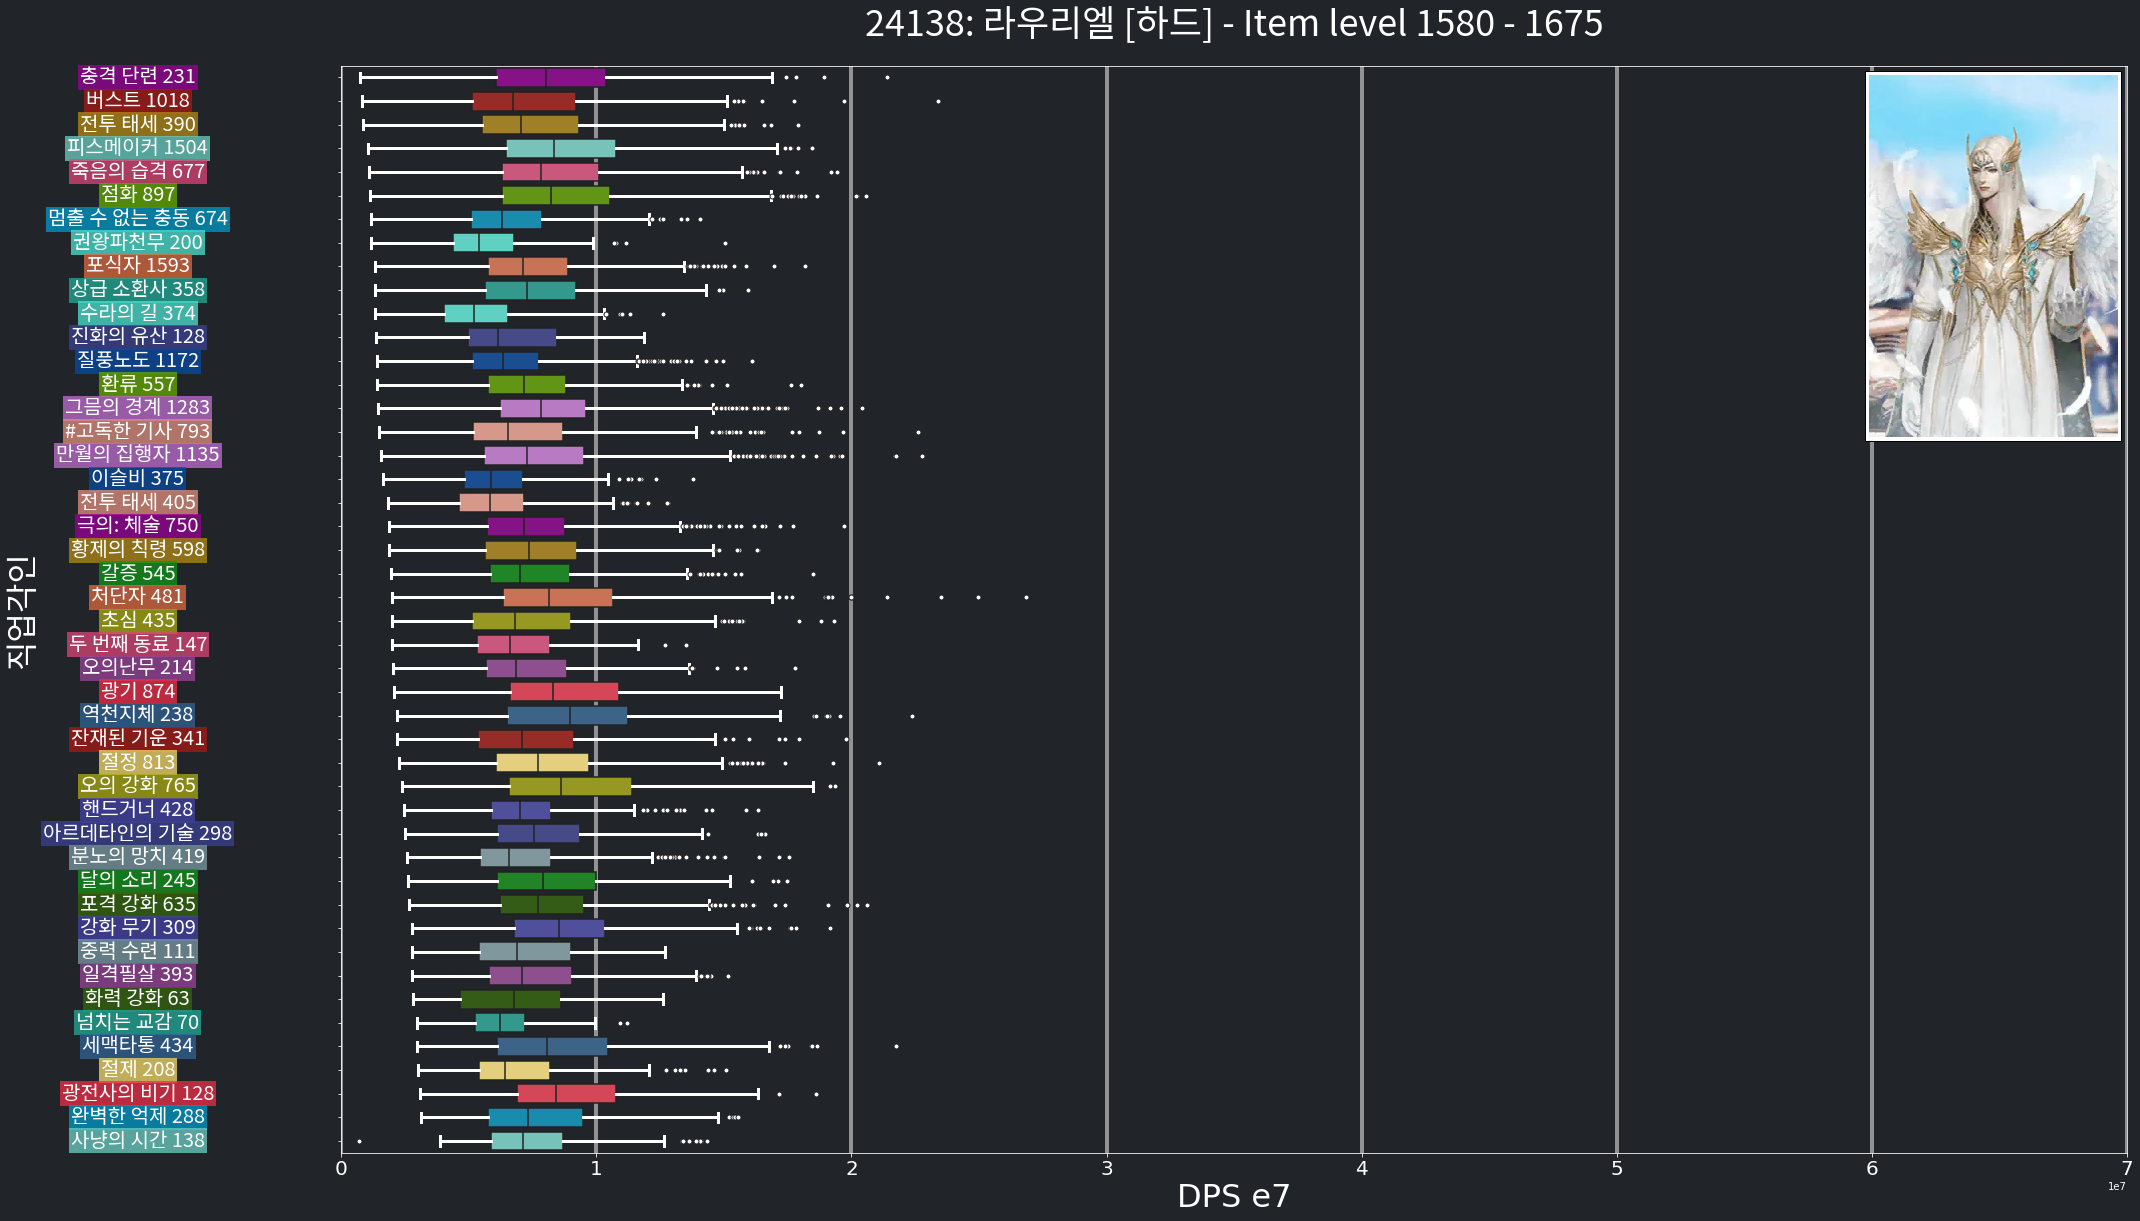 24138: 라우리엘 [하드] - Item level 1580 - 1675
충격 단련 231
버스트 1018
전투 태세 390
피스메이커 1504
죽음의 습격 677
점화 897
멈출 수 없는 충동 674
권왕파천무 200
포식자 1593
상급 소환사 358
수라의 길 374
진화의 유산 128
질풍노도 1172
환류 557
그믐의 경계 1283
#고독한 기사 793
만월의 집행자 1135
이슬비 375
전투 태세 405
극의: 체술 750
황제의 칙령 598
갈증 545
처단자 481
초심 435
두 번째 동료 147
오의난무 214
광기 874
역천지체 238
잔재된 기운 341
절정 813
오의 강화 765
핸드거너 428
아르데타인의 기술 298
분노의 망치 419
달의 소리 245
포격 강화 635
강화 무기 309
중력 수련 111
일격필살 393
화력 강화 63
넘치는 교감 70
세맥타통 434
절제 208
광전사의 비기 128
완벽한 억제 288
사냥의 시간 138
직업각인
0 1 2 3 4 5 6 7
1e7
DPS e7